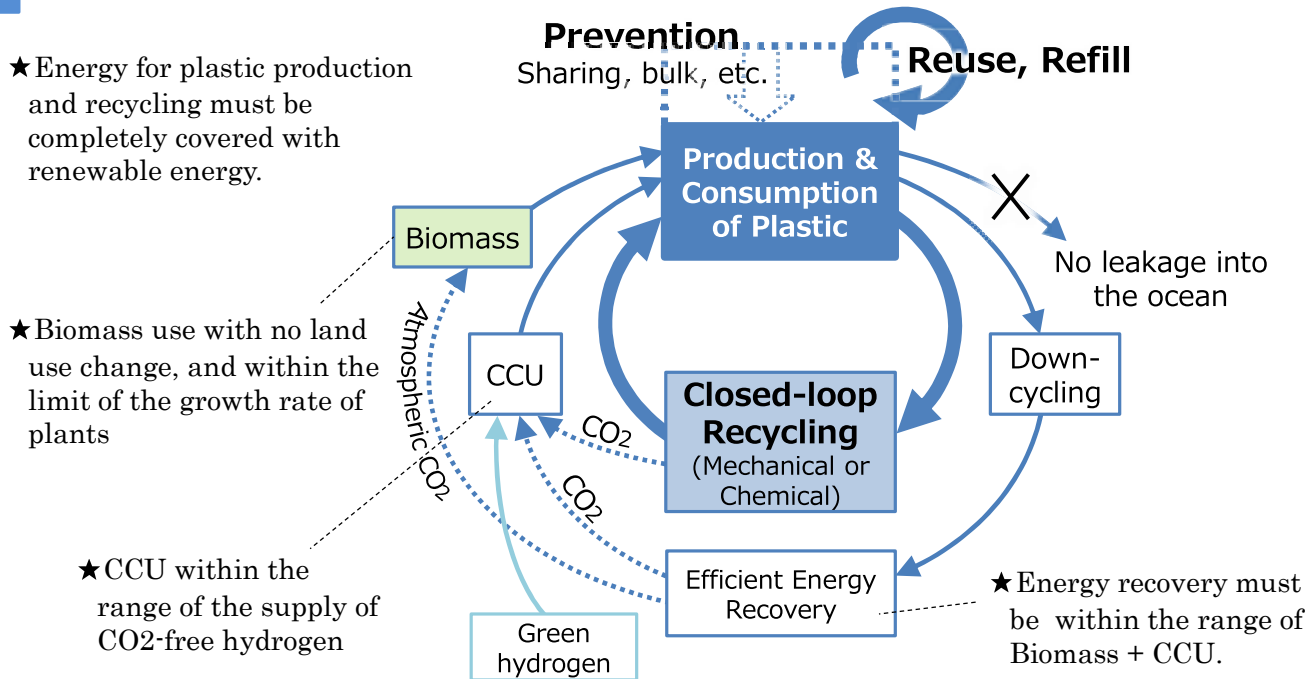 Prevention
Sharing, bulk, etc.
Reuse, Refill
★Energy for plastic production
and recycling must be
completely covered with
renewable energy.
Production &
Consumption
of Plastic
Biomass
No leakage into
the ocean
★Biomass use with no land
use change, and within the
limit of the growth rate of
plants
Atmospheric CO2
CCU
Down-
cycling
Closed-loop
Recycling
(Mechanical or
Chemical)
CO2
CO2
★CCU within the
range of the supply of
CO2-free hydrogen
Efficient Energy
Recovery
★Energy recovery must
be within the range of
Biomass + CCU.
Green
hydrogen